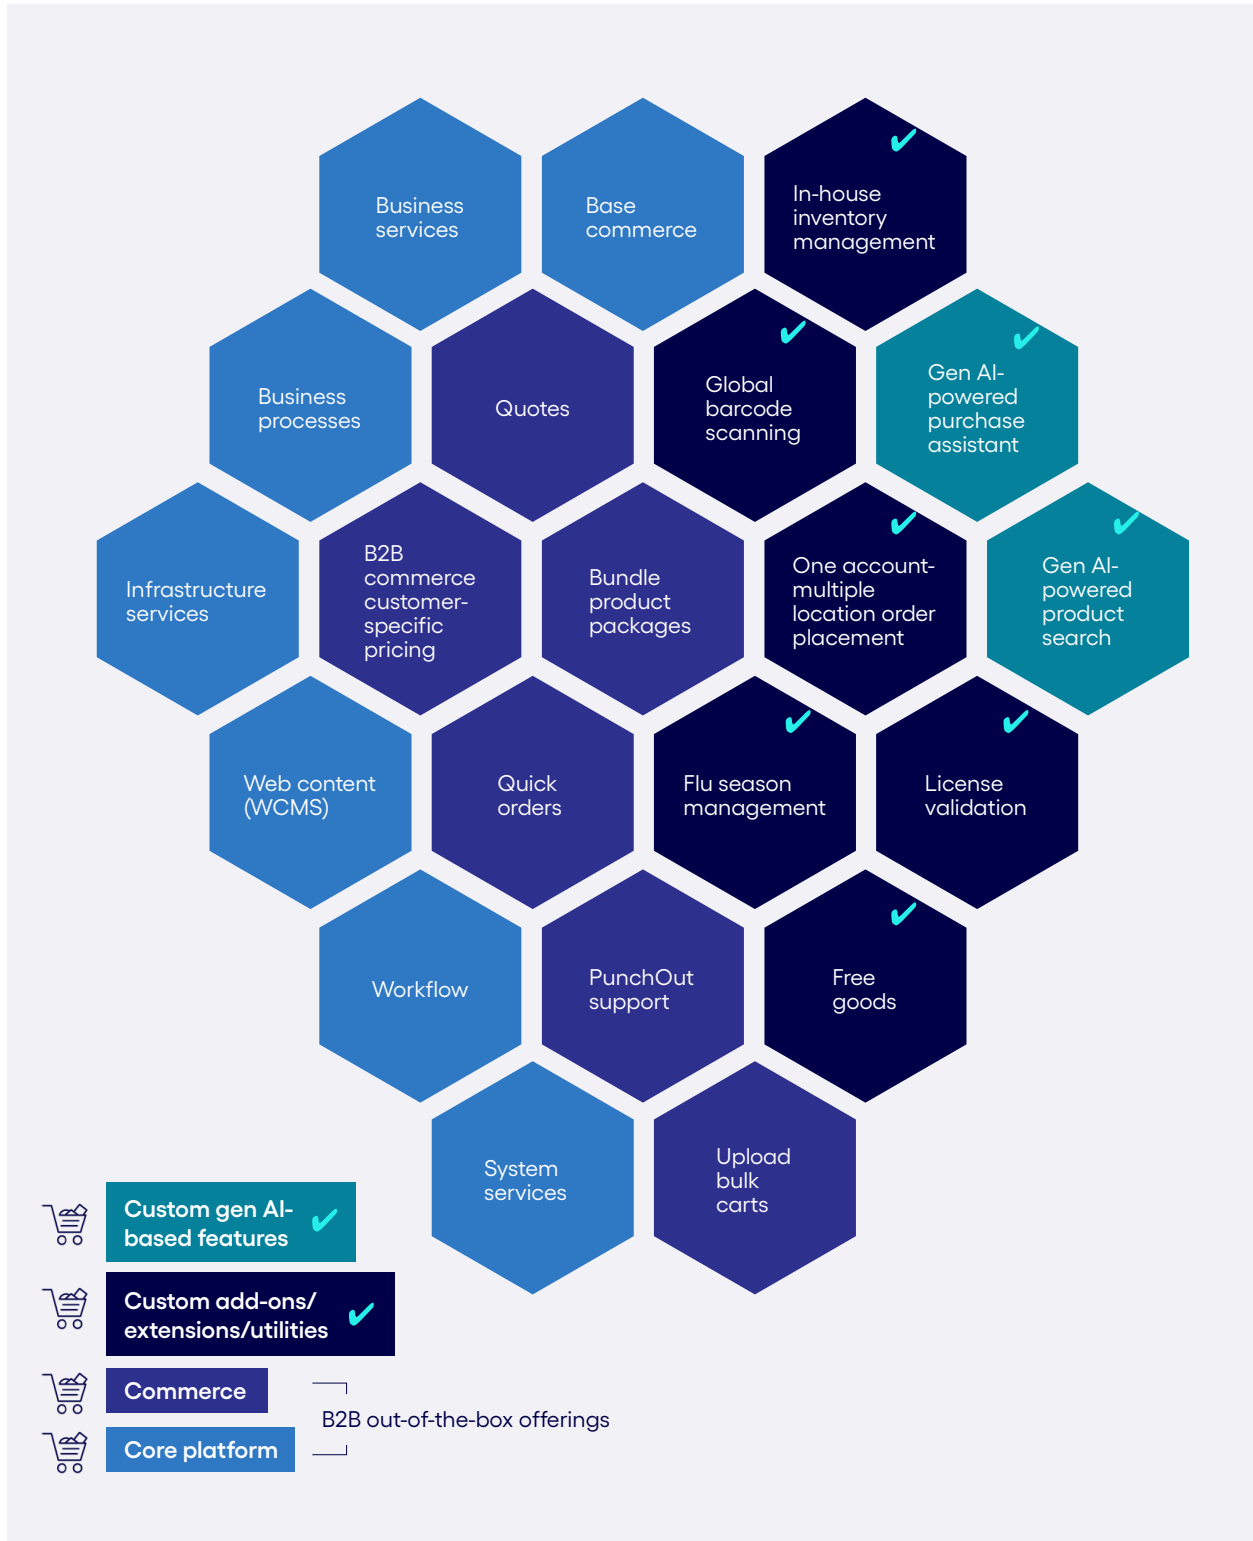 Business
services
Base
commerce
In-house
inventory
management
Business
processes
Quotes
Global
barcode
scanning
Gen AI-
powered
purchase
assistant
Infrastructure
services
B2B
commerce
customer-
specific
pricing
Bundle
product
packages
One account-
multiple
location order
placement
Gen AI-
powered
product
search
Web content
(WCMS)
Quick
orders
Flu season
management
License
validation
Workflow
PunchOut
support
Free
goods
System
services
Upload
bulk
carts
Custom gen AI-
based features
Custom add-ons/
extensions/utilities
Commerce
B2B out-of-the-box offerings
Core platform